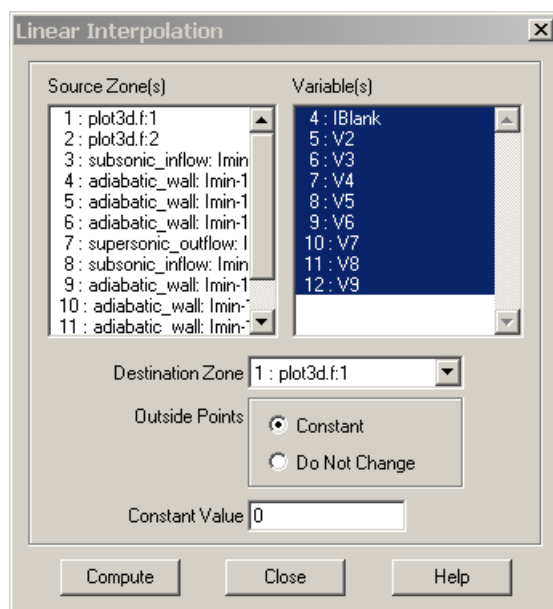 Linear Interpolation
Source Zone(s)
1 : plot3d.f:1
2 : plot3d.f:2
3 : subsonic_inflow: Imin
4 : adiabatic_wall: Imin-1
5 : adiabatic_wall: Imin-1
6 : adiabatic_wall: Imin-1
7 : supersonic_outflow: I
8 : subsonic_inflow: Imin
9 : adiabatic_wall: Imin-1
10 : adiabatic_wall: Imin-
11 : adiabatic_wall: Imin-
Variable(s)
4 : IBlank
5 : V2
6 : V3
7 : V4
8 : V5
9 : V6
10 : V7
11 : V8
12 : V9
Destination Zone 1 : plot3d.f:1
Outside Points
Constant
Do Not Change
Constant Value 0
Compute Close Help